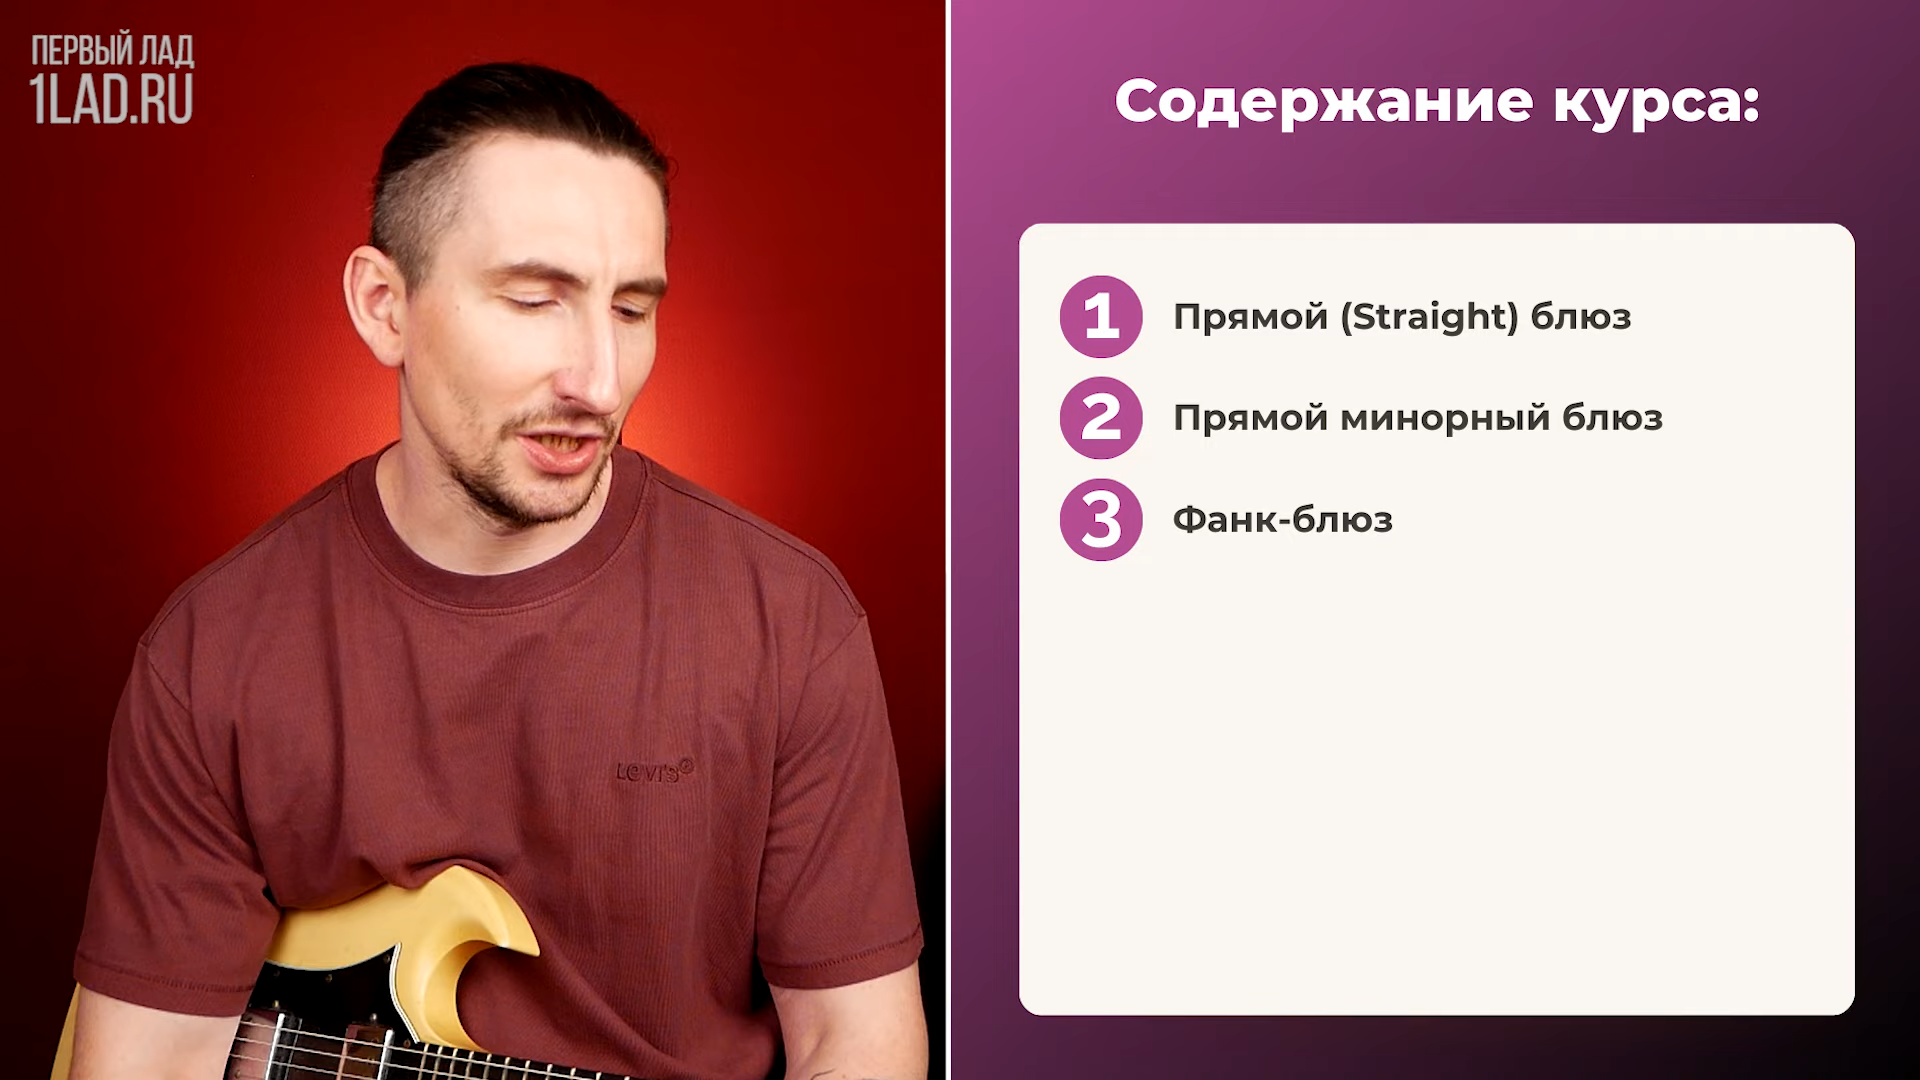 ПЕРВЫЙ ЛАД
1LAD.RU
Содержание курса:
1 Прямой (Straight) блюз
2 Прямой минорный блюз
3 Фанк-блюз
Levi's®